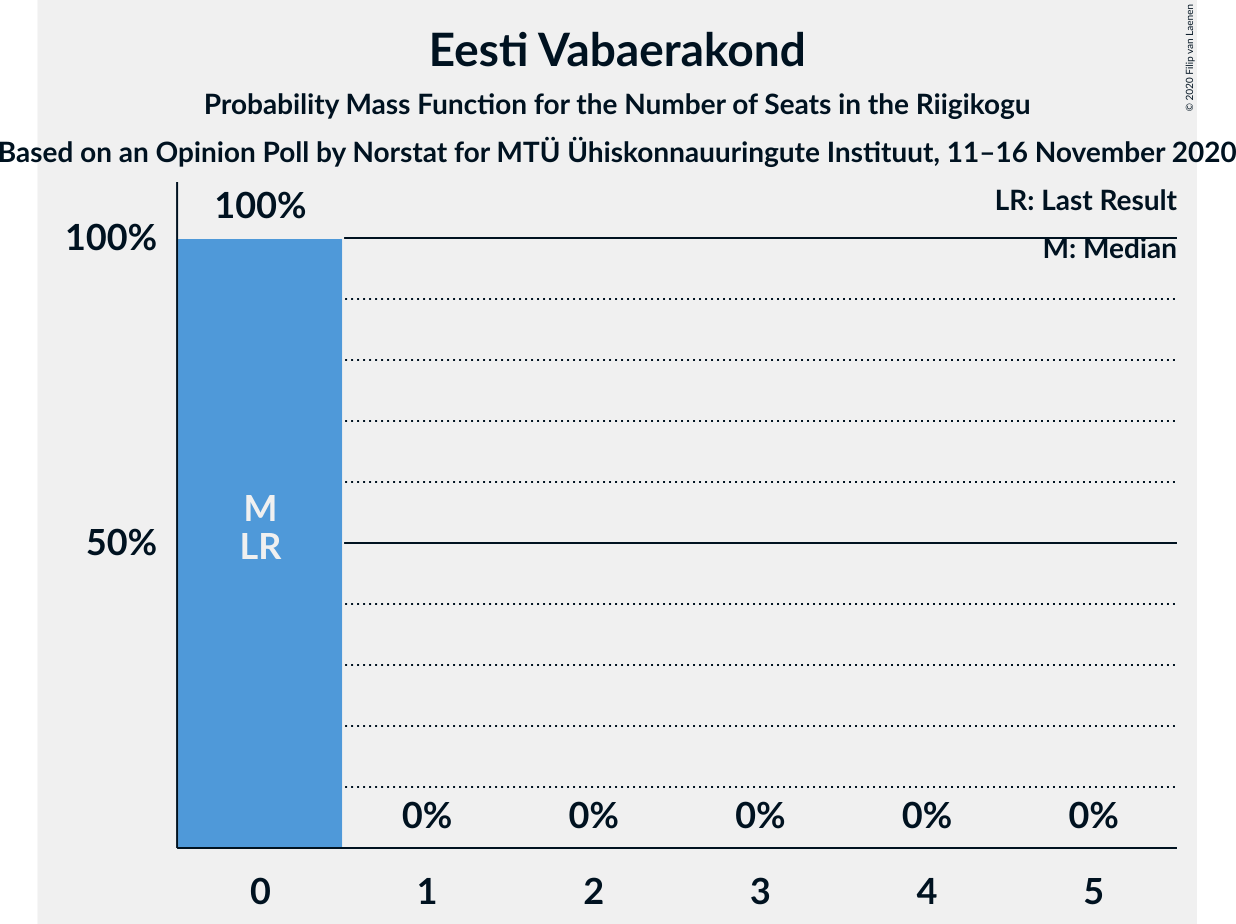 Eesti Vabaerakond
Probability Mass Function for the Number of Seats in the Riigikogu
Based on an Opinion Poll by Norstat for MTÜ Ühiskonnauuringute Instituut, 11–16 November 2020
© 2020 Filip van Laenen
LR: Last Result
M: Median
100%
100%
50%
M
LR
0% 0% 0% 0% 0%
0 1 2 3 4 5